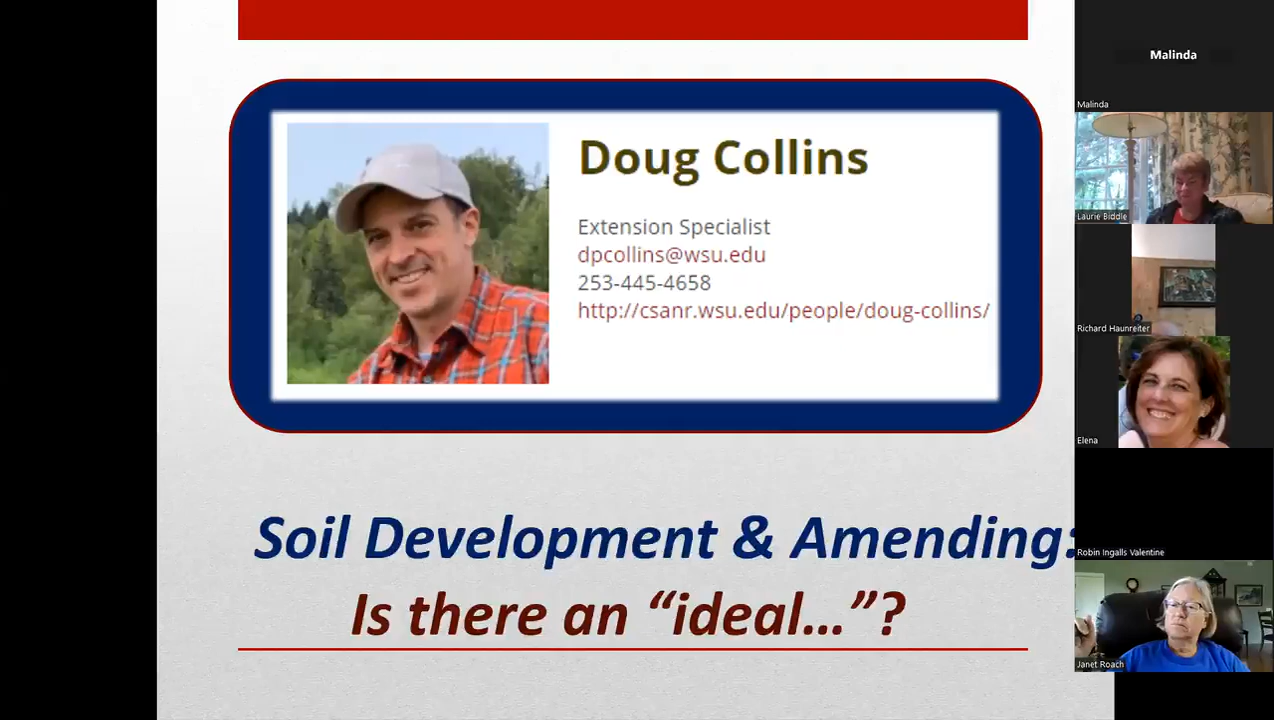 Doug Collins
Extension Specialist
dpcollins@wsu.edu
253-445-4658
http://csanr.wsu.edu/people/doug-collins/
Soil Development & Amending:
Is there an “ideal…”?
Malinda
Malinda
Laurie Biddle
Richard Haunreiter
Elena
Robin Ingalls Valentine
Janet Roach